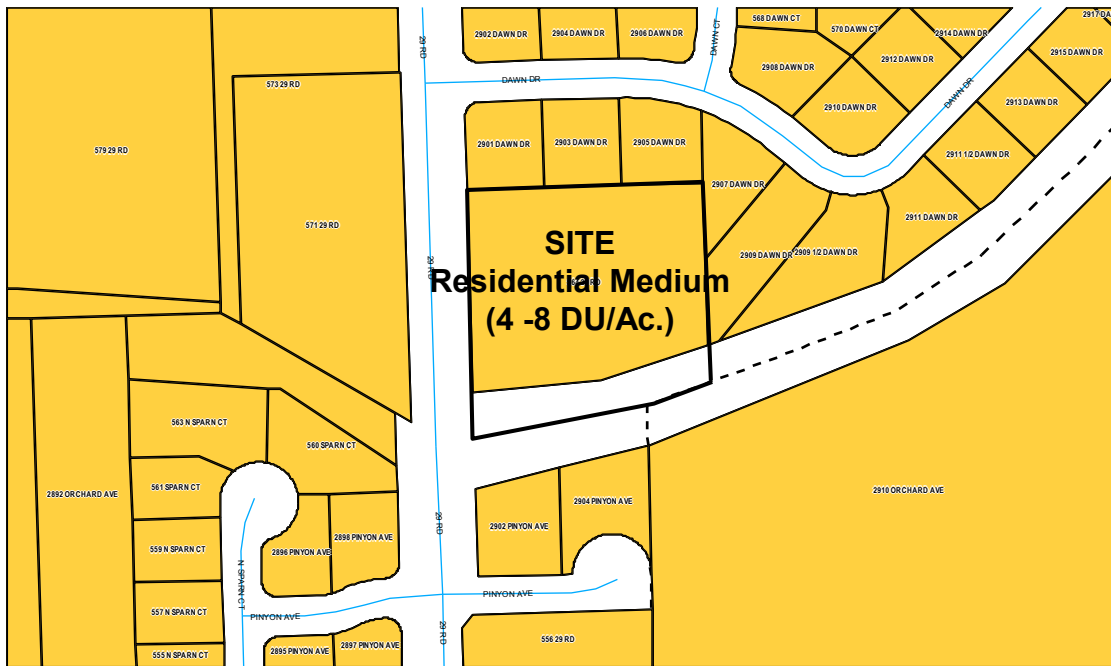 2902 DAWN DR
2904 DAWN DR
2906 DAWN DR
568 DAWN CT
570 DAWN CT
2914 DAWN DR
2917 DA
2915 DAWN DR
29 RD
DAWN CT
573 29 RD
DAWN DR
2908 DAWN DR
2912 DAWN DR
2910 DAWN DR
DAWN DR
2913 DAWN DR
579 29 RD
2901 DAWN DR
2903 DAWN DR
2905 DAWN DR
2911 1/2 DAWN DR
2907 DAWN DR
571 29 RD
2911 DAWN DR
SITE
29 RD
2909 DAWN DR
2909 1/2 DAWN DR
Residential Medium
(4 -8 DU/Ac.)
563 N SPARN CT
560 SPARN CT
561 SPARN CT
2892 ORCHARD AVE
2910 ORCHARD AVE
2904 PINYON AVE
29 RD
2902 PINYON AVE
2898 PINYON AVE
2896 PINYON AVE
559 N SPARN CT
N SPARN CT
PINYON AVE
557 N SPARN CT
PINYON AVE
29 RD
556 29 RD
2895 PINYON AVE
2897 PINYON AVE
555 N SPARN CT